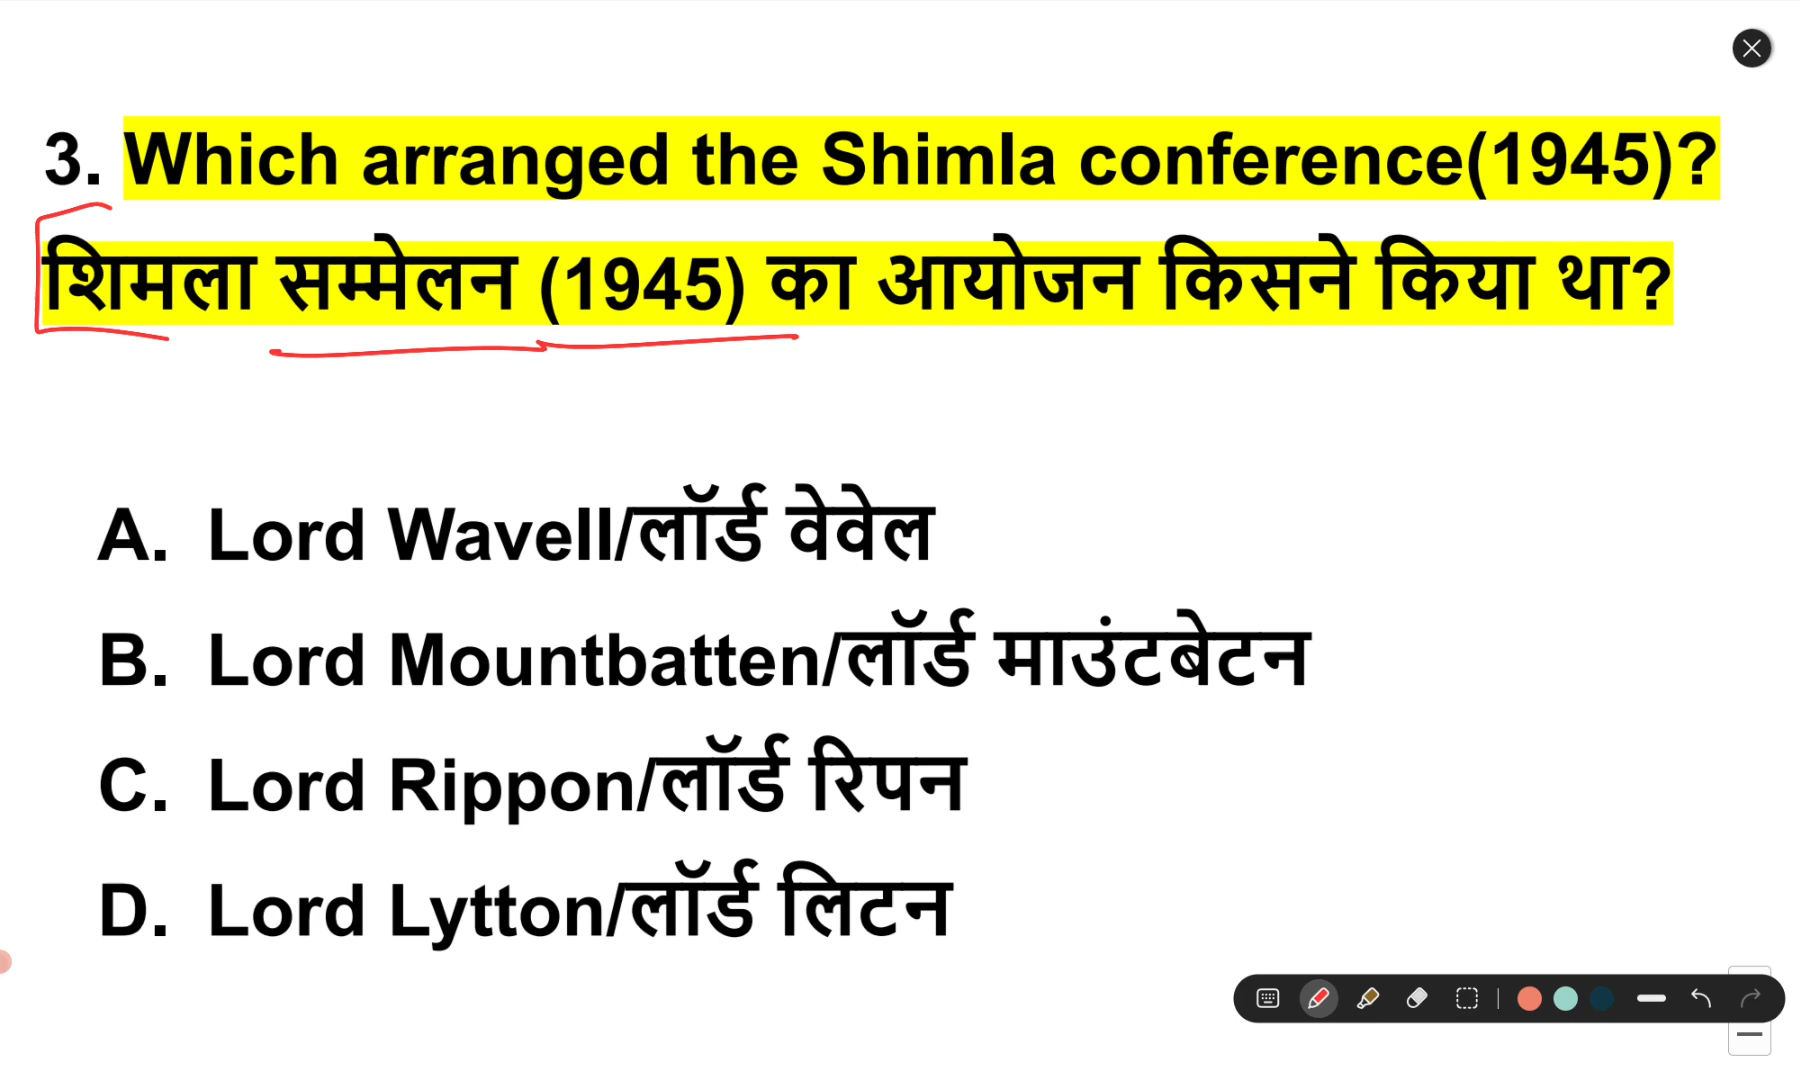 3. Which arranged the Shimla conference(1945)?
शिमला सम्मेलन (1945) का आयोजन किसने किया था?
A. Lord Wavell/लॉर्ड वेवेल
B. Lord Mountbatten/लॉर्ड माउंटबेटन
C. Lord Rippon/लॉर्ड रिपन
D. Lord Lytton/लॉर्ड लिटन